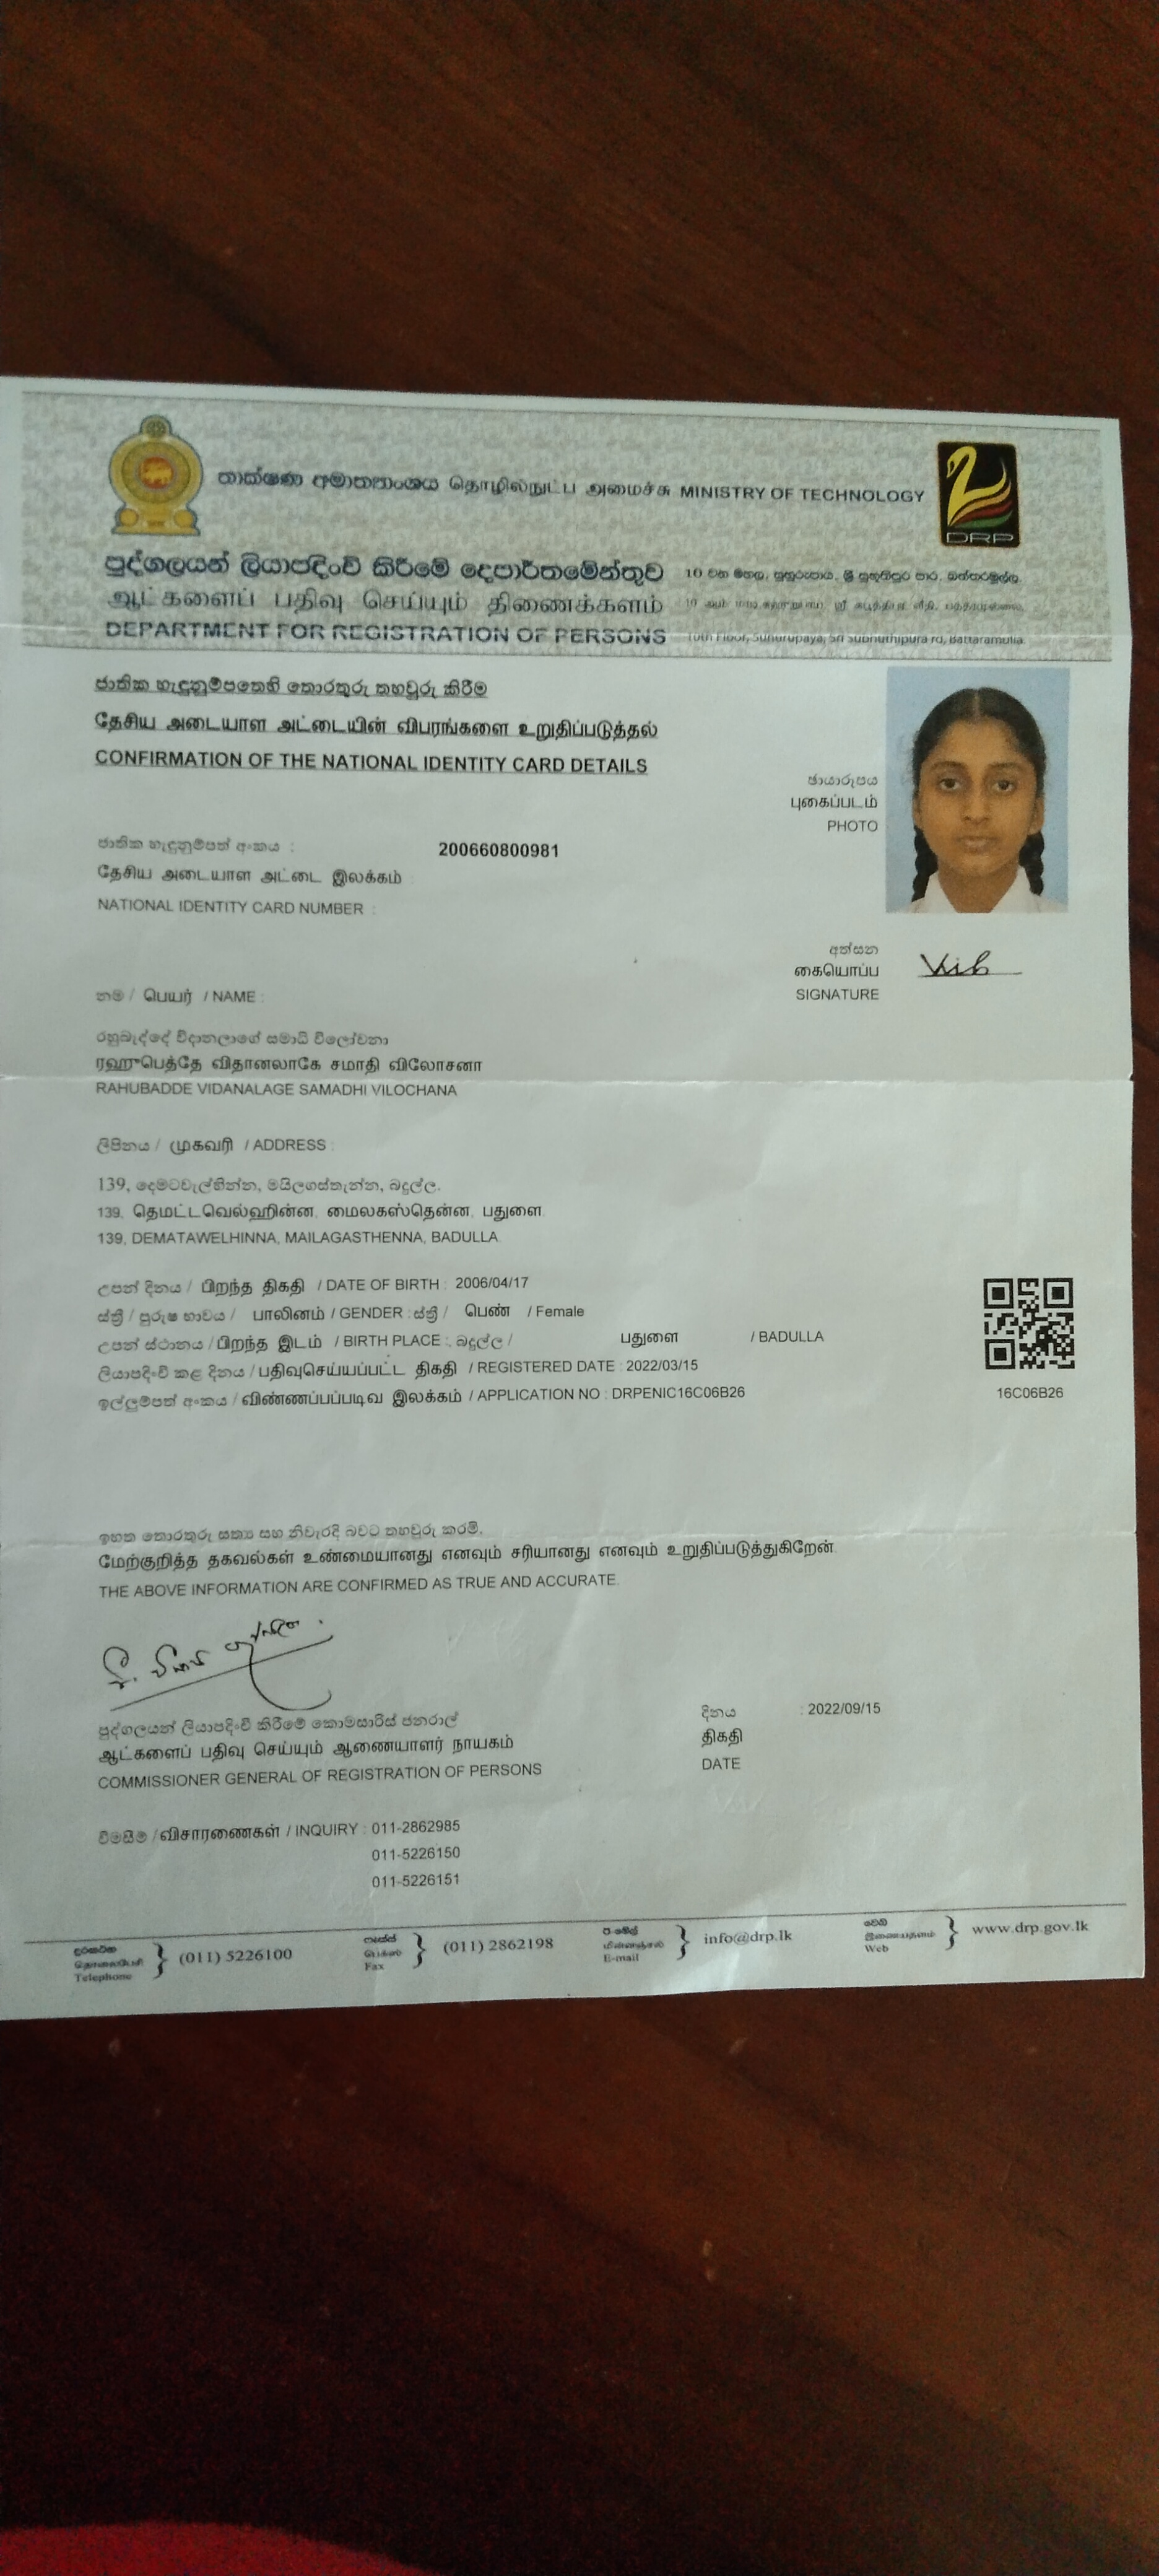 තාක්ෂණ අමාත්‍යාංශය தொழில்நுட்ப அமைச்சு MINISTRY OF TECHNOLOGY
DRP
පුද්ගලයන් ලියාපදිංචි කිරීමේ දෙපාර්තමේන්තුව
10 වන මහල, සුහුරුපාය, ශ්‍රී සුභූතිපුර පාර, බත්තරමුල්ල.
ஆட்களைப் பதிவு செய்யும் திணைக்களம்
DEPARTMENT FOR REGISTRATION OF PERSONS
10th Floor, Suhurupaya, Sri Subhuthipura rd, Battaramulla.
ජාතික හැඳුනුම්පතෙහි තොරතුරු තහවුරු කිරීම
தேசிய அடையாள அட்டையின் விபரங்களை உறுதிப்படுத்தல்
CONFIRMATION OF THE NATIONAL IDENTITY CARD DETAILS
ඡායාරූපය
புகைப்படம்
PHOTO
ජාතික හැඳුනුම්පත් අංකය : 200660800981
தேசிய அடையாள அட்டை இலக்கம்
NATIONAL IDENTITY CARD NUMBER :
අත්සන
கையொப்ப
SIGNATURE
නම / பெயர் / NAME :
රහුබැද්දේ විදානලාගේ සමාධි විලෝචනා
ரஹுபெத்தே விதானலாகே சமாதி விலோசனா
RAHUBADDE VIDANALAGE SAMADHI VILOCHANA
ලිපිනය / முகவரி / ADDRESS :
139, දෙමටවැල්හින්න, මයිලගස්තැන්න, බදුල්ල.
139, தெமட்டவெல்ஹின்ன, மைலகஸ்தென்ன, பதுளை.
139, DEMATAWELHINNA, MAILAGASTHENNA, BADULLA.
උපන් දිනය / பிறந்த திகதி / DATE OF BIRTH : 2006/04/17
ස්ත්‍රී / පුරුෂ භාවය / பாலினம் / GENDER : ස්ත්‍රී / பெண் / Female
උපන් ස්ථානය / பிறந்த இடம் / BIRTH PLACE : බදුල්ල / பதுளை / BADULLA
ලියාපදිංචි කළ දිනය / பதிவுசெய்யப்பட்ட திகதி / REGISTERED DATE : 2022/03/15
ඉල්ලුම්පත් අංකය / விண்ணப்பப்படிவ இலக்கம் / APPLICATION NO : DRPENIC16C06B26
16C06B26
ඉහත තොරතුරු සත්‍ය සහ නිවැරදි බවට තහවුරු කරමි.
மேற்குறித்த தகவல்கள் உண்மையானது எனவும் சரியானது எனவும் உறுதிப்படுத்துகிறேன்.
THE ABOVE INFORMATION ARE CONFIRMED AS TRUE AND ACCURATE.
පුද්ගලයන් ලියාපදිංචි කිරීමේ කොමසාරිස් ජනරාල්
ஆட்களைப் பதிவு செய்யும் ஆணையாளர் நாயகம்
COMMISSIONER GENERAL OF REGISTRATION OF PERSONS
දිනය : 2022/09/15
திகதி
DATE
විමසීම් / விசாரணைகள் / INQUIRY : 011-2862985
011-5226150
011-5226151
දුරකථන
தொலைபேசி
Telephone
(011) 5226100
ෆැක්ස්
பெக்ஸ்
Fax
(011) 2862198
ඊ-මේල්
மின்னஞ்சல்
E-mail
info@drp.lk
වෙබ්
இணையதளம்
Web
www.drp.gov.lk